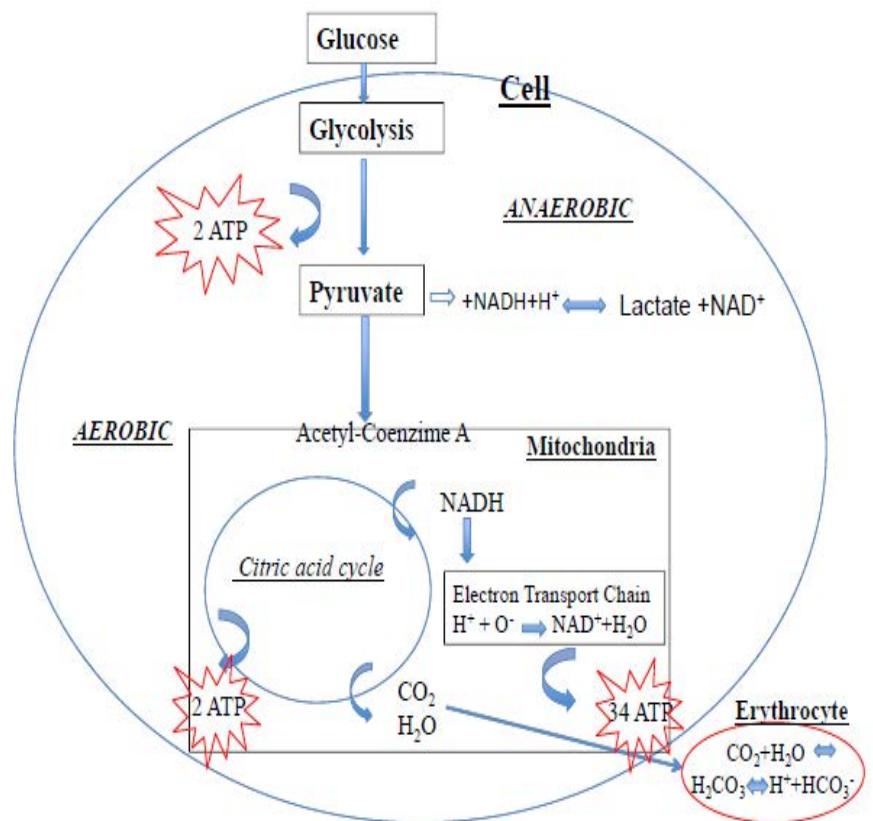 Glucose
Cell
Glycolysis
ANAEROBIC
2 ATP
Pyruvate
+NADH+H⁺
Lactate +NAD⁺
AEROBIC
Acetyl-Coenzime A
Mitochondria
NADH
Citric acid cycle
Electron Transport Chain
H⁺ + O⁻ NAD⁺+H₂O
2 ATP
CO₂
H₂O
34 ATP
Erythrocyte
CO₂+H₂O
H₂CO₃ H⁺+HCO₃⁻